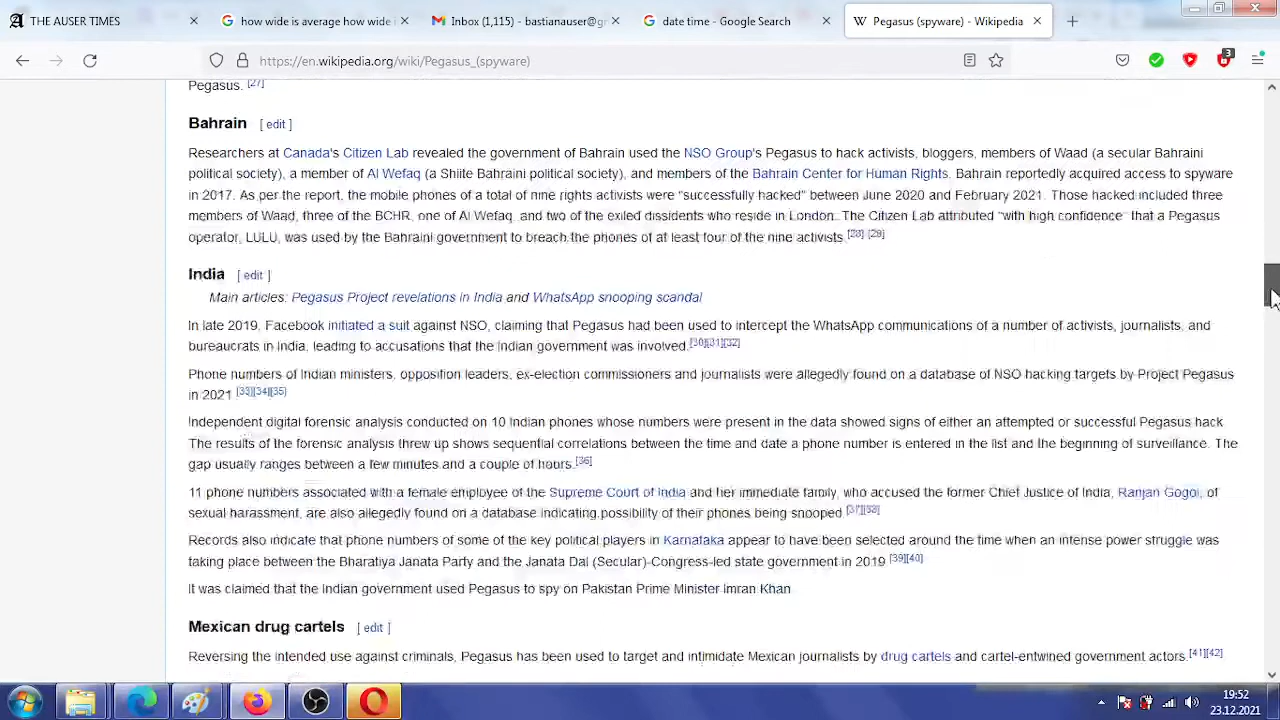 THE AUSER TIMES
how wide is average how wide
Inbox (1,115) - bastianauser@gr
date time - Google Search
Pegasus (spyware) - Wikipedia
https://en.wikipedia.org/wiki/Pegasus_(spyware)
3
Pegasus. [27]
Bahrain [ edit ]
Researchers at Canada's Citizen Lab revealed the government of Bahrain used the NSO Group's Pegasus to hack activists, bloggers, members of Waad (a secular Bahraini
political society), a member of Al Wefaq (a Shiite Bahraini political society), and members of the Bahrain Center for Human Rights. Bahrain reportedly acquired access to spyware
in 2017. As per the report, the mobile phones of a total of nine rights activists were "successfully hacked" between June 2020 and February 2021. Those hacked included three
members of Waad, three of the BCHR, one of Al Wefaq, and two of the exiled dissidents who reside in London. The Citizen Lab attributed "with high confidence" that a Pegasus
operator, LULU, was used by the Bahraini government to breach the phones of at least four of the nine activists. [28] [29]
India [ edit ]
Main articles: Pegasus Project revelations in India and WhatsApp snooping scandal
In late 2019, Facebook initiated a suit against NSO, claiming that Pegasus had been used to intercept the WhatsApp communications of a number of activists, journalists, and
bureaucrats in India, leading to accusations that the Indian government was involved.[30][31][32]
Phone numbers of Indian ministers, opposition leaders, ex-election commissioners and journalists were allegedly found on a database of NSO hacking targets by Project Pegasus
in 2021 [33][34][35]
Independent digital forensic analysis conducted on 10 Indian phones whose numbers were present in the data showed signs of either an attempted or successful Pegasus hack
The results of the forensic analysis threw up shows sequential correlations between the time and date a phone number is entered in the list and the beginning of surveillance. The
gap usually ranges between a few minutes and a couple of hours.[36]
11 phone numbers associated with a female employee of the Supreme Court of India and her immediate family, who accused the former Chief Justice of India, Ranjan Gogoi, of
sexual harassment, are also allegedly found on a database indicating possibility of their phones being snooped [37][38]
Records also indicate that phone numbers of some of the key political players in Karnataka appear to have been selected around the time when an intense power struggle was
taking place between the Bharatiya Janata Party and the Janata Dal (Secular)-Congress-led state government in 2019 [39][40]
It was claimed that the Indian government used Pegasus to spy on Pakistan Prime Minister Imran Khan
Mexican drug cartels [ edit ]
Reversing the intended use against criminals, Pegasus has been used to target and intimidate Mexican journalists by drug cartels and cartel-entwined government actors.[41][42]
19:52
23.12.2021